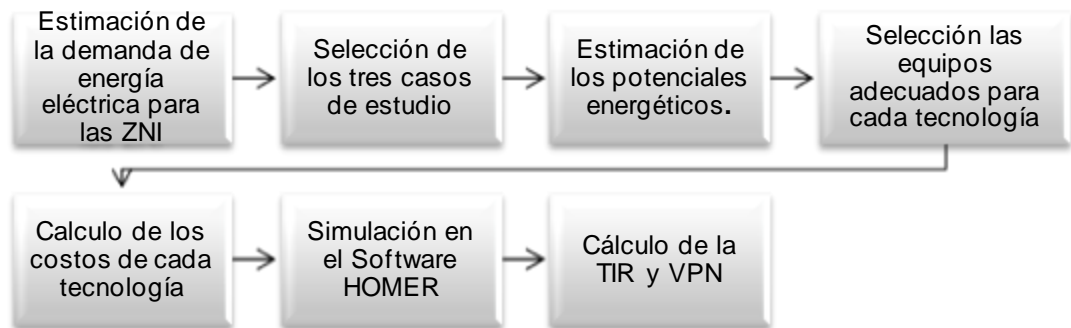 Estimación de
la demanda de
energía
eléctrica para
las ZNI
Selección de
los tres casos
de estudio
Estimación de
los potenciales
energéticos.
Selección las
equipos
adecuados para
cada tecnología
Calculo de los
costos de cada
tecnología
Simulación en
el Software
HOMER
Cálculo de la
TIR y VPN